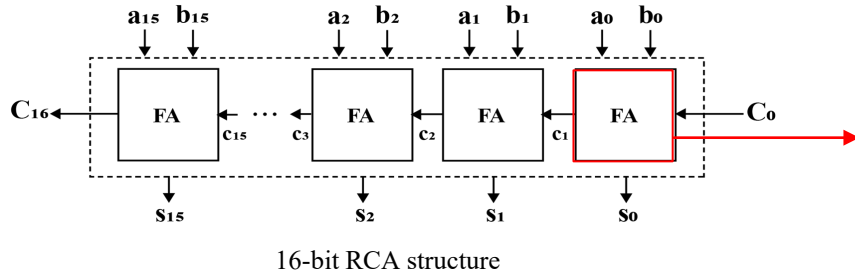 a₁₅ b₁₅ a₂ b₂ a₁ b₁ a₀ b₀
C₁₆ FA ... FA FA FA C₀
c₁₅ c₃ c₂ c₁
s₁₅ s₂ s₁ s₀
16-bit RCA structure